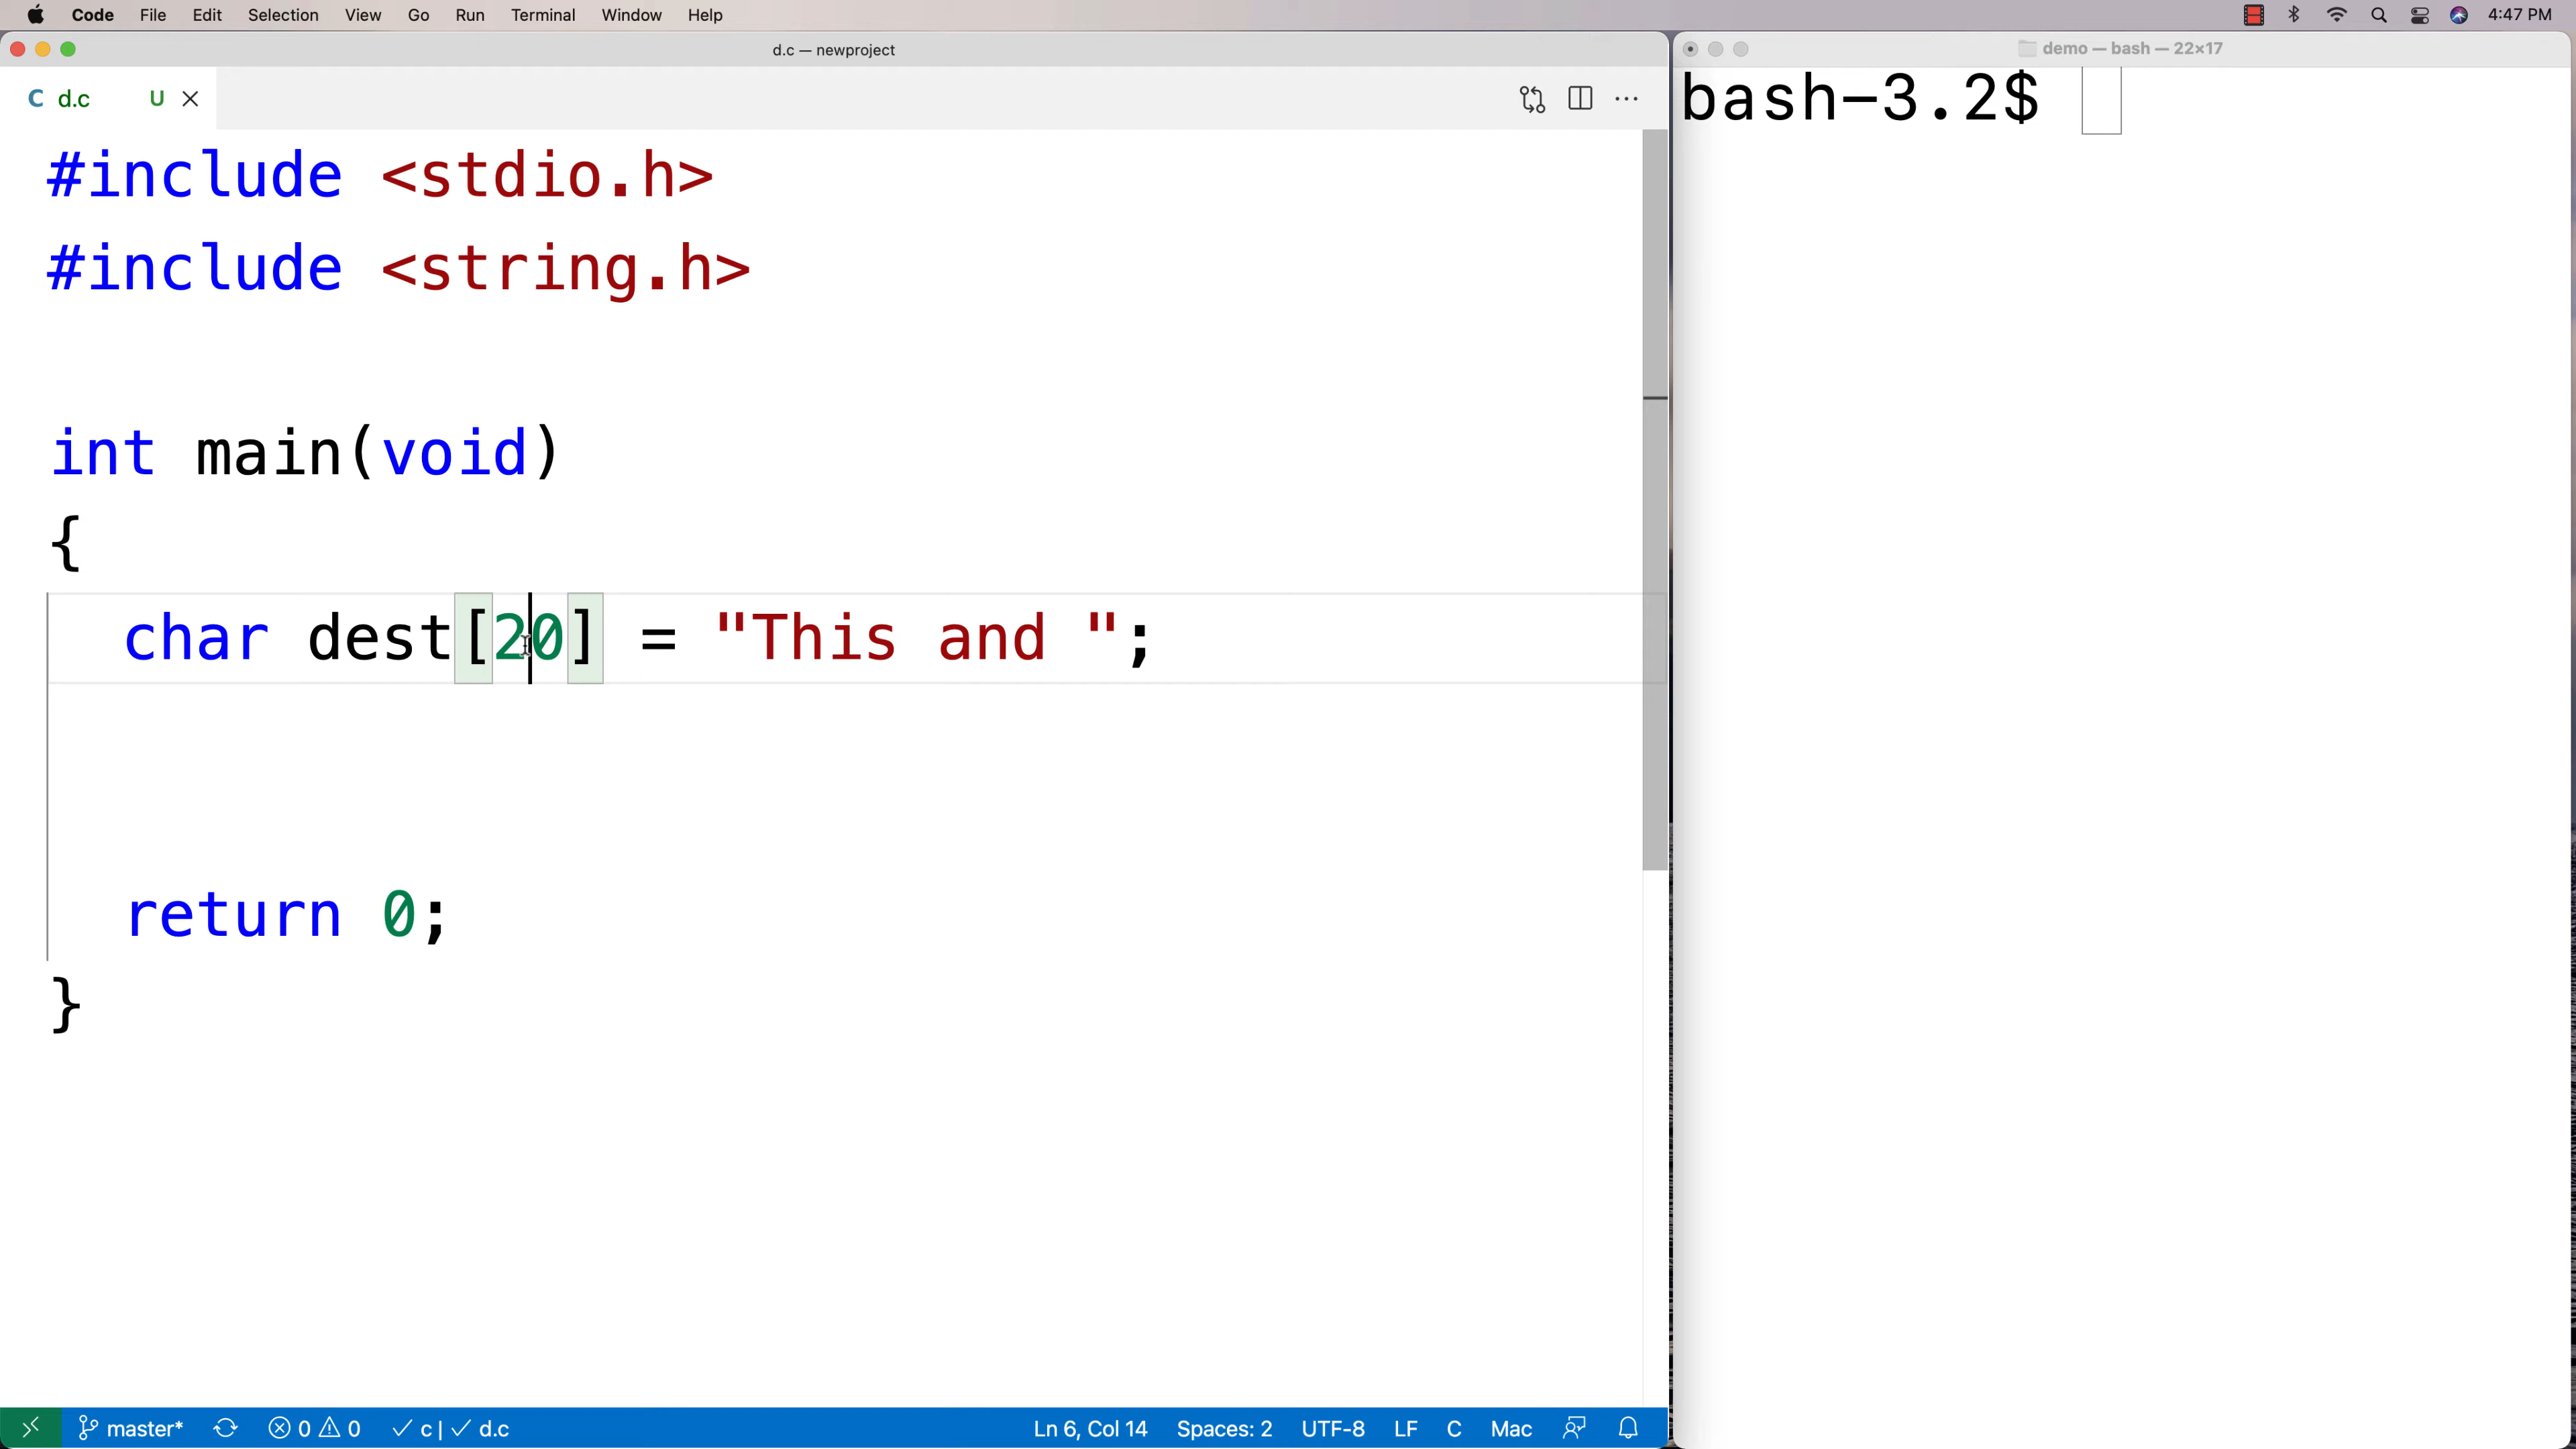 Code File Edit Selection View Go Run Terminal Window Help 4:47 PM
d.c — newproject
demo — bash — 22×17
C d.c U
bash-3.2$
#include <stdio.h>
#include <string.h>
int main(void)
{
char dest[20] = "This and ";
return 0;
}
master* 0 0 c | d.c Ln 6, Col 14 Spaces: 2 UTF-8 LF C Mac